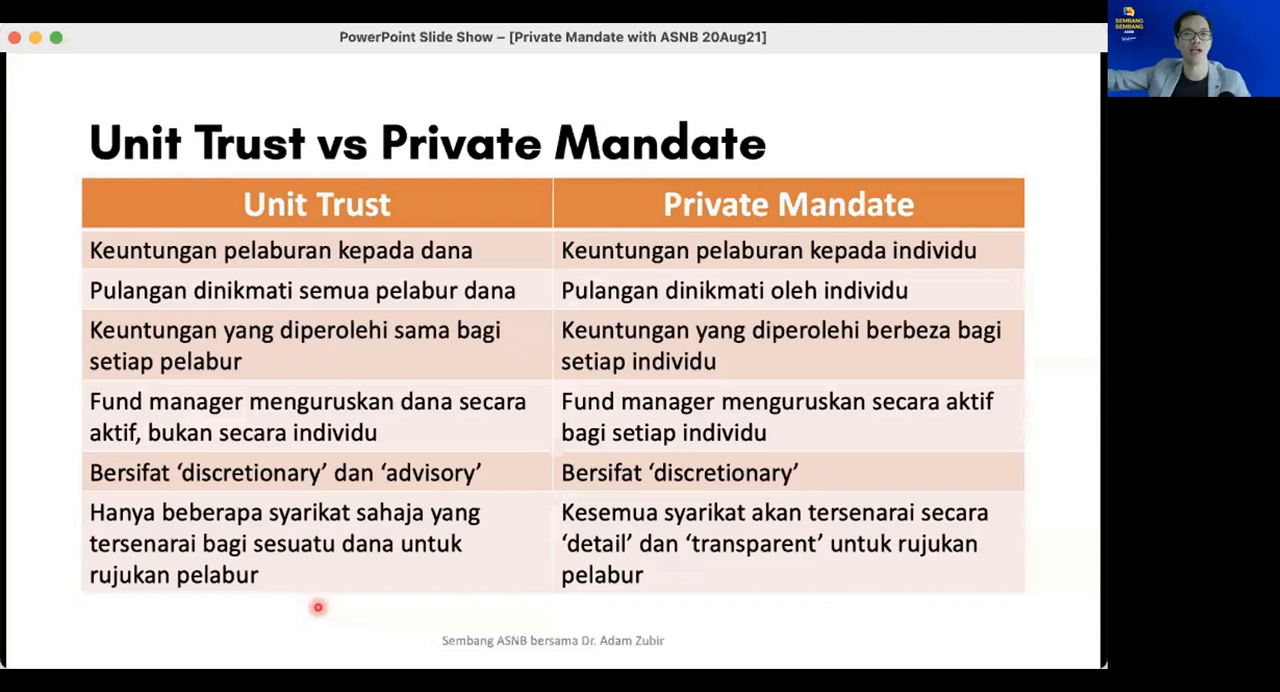 PowerPoint Slide Show – [Private Mandate with ASNB 20Aug21]
SEMBANG
SEMBANG
ASNB
Webinar
Unit Trust vs Private Mandate
Unit Trust
Private Mandate
Keuntungan pelaburan kepada dana
Keuntungan pelaburan kepada individu
Pulangan dinikmati semua pelabur dana
Pulangan dinikmati oleh individu
Keuntungan yang diperolehi sama bagi
setiap pelabur
Keuntungan yang diperolehi berbeza bagi
setiap individu
Fund manager menguruskan dana secara
aktif, bukan secara individu
Fund manager menguruskan secara aktif
bagi setiap individu
Bersifat ‘discretionary’ dan ‘advisory’
Bersifat ‘discretionary’
Hanya beberapa syarikat sahaja yang
tersenarai bagi sesuatu dana untuk
rujukan pelabur
Kesemua syarikat akan tersenarai secara
‘detail’ dan ‘transparent’ untuk rujukan
pelabur
Sembang ASNB bersama Dr. Adam Zubir